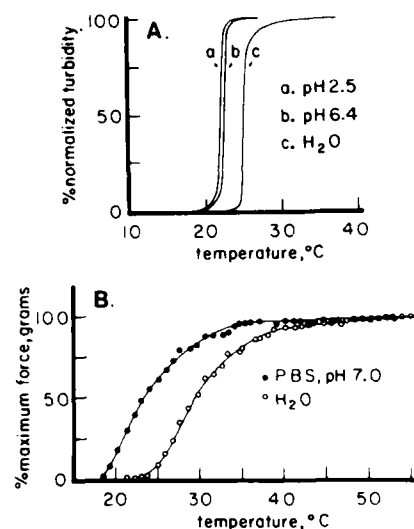 A.
100
50
0
10
20
30
40
% normalized turbidity
temperature, °C
a
b
c
a. pH 2.5
b. pH 6.4
c. H₂O
B.
100
50
0
20
30
40
50
% maximum force, grams
temperature, °C
● PBS, pH 7.0
○ H₂O